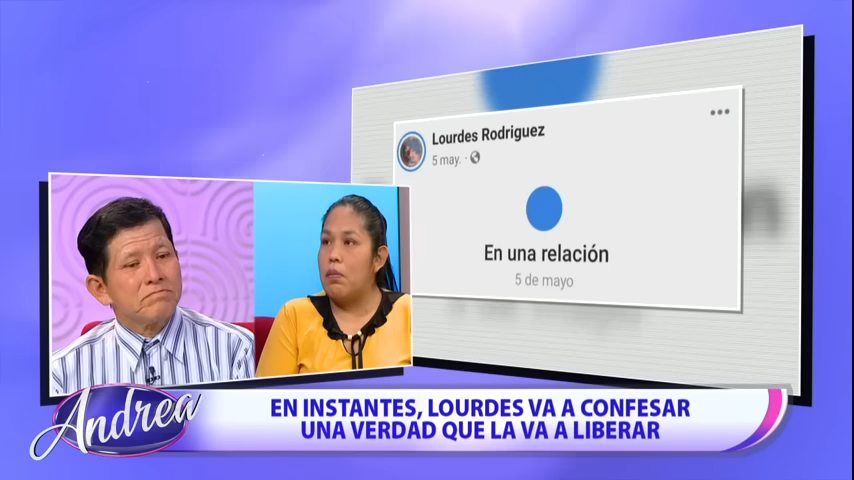 Lourdes Rodriguez
5 may. ·
En una relación
5 de mayo
Andrea
EN INSTANTES, LOURDES VA A CONFESAR
UNA VERDAD QUE LA VA A LIBERAR